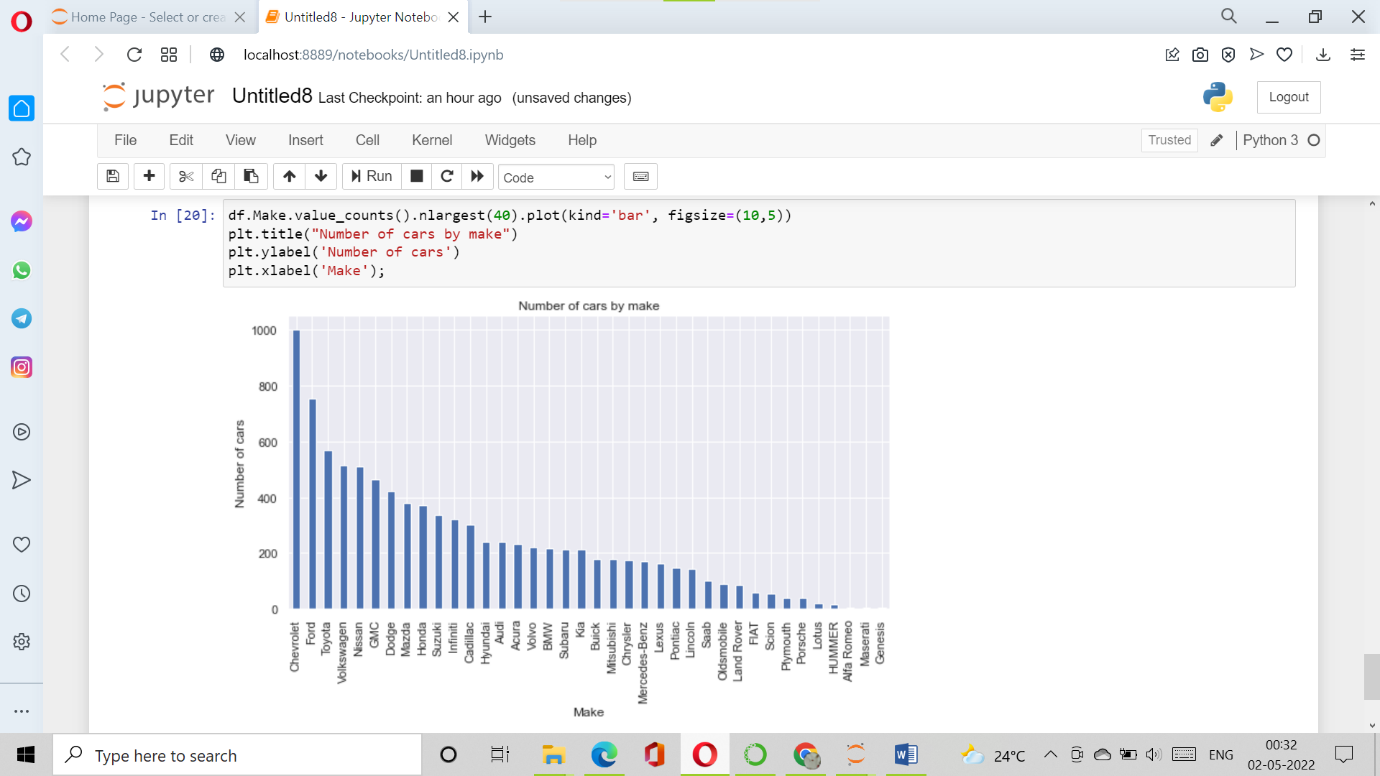 Home Page - Select or crea
Untitled8 - Jupyter Notebo
localhost:8889/notebooks/Untitled8.ipynb
jupyter Untitled8 Last Checkpoint: an hour ago (unsaved changes)
Logout
File Edit View Insert Cell Kernel Widgets Help
Trusted Python 3
Run Code
In [20]: df.Make.value_counts().nlargest(40).plot(kind='bar', figsize=(10,5))
plt.title("Number of cars by make")
plt.ylabel('Number of cars')
plt.xlabel('Make');
Number of cars by make
Number of cars
1000
800
600
400
200
0
Chevrolet
Ford
Toyota
Volkswagen
Nissan
GMC
Dodge
Mazda
Honda
Suzuki
Infiniti
Cadillac
Hyundai
Audi
Acura
Volvo
BMW
Subaru
Kia
Buick
Mitsubishi
Chrysler
Mercedes-Benz
Lexus
Pontiac
Lincoln
Saab
Oldsmobile
Land Rover
FIAT
Scion
Plymouth
Porsche
Lotus
HUMMER
Alfa Romeo
Maserati
Genesis
Make
Type here to search
24°C
ENG
00:32
02-05-2022